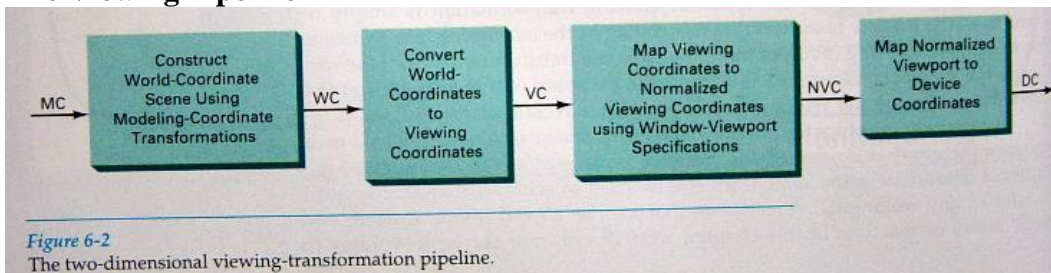 MC
Construct
World-Coordinate
Scene Using
Modeling-Coordinate
Transformations
WC
Convert
World-
Coordinates
to
Viewing
Coordinates
VC
Map Viewing
Coordinates to
Normalized
Viewing Coordinates
using Window-Viewport
Specifications
NVC
Map Normalized
Viewport to
Device
Coordinates
DC
Figure 6-2
The two-dimensional viewing-transformation pipeline.